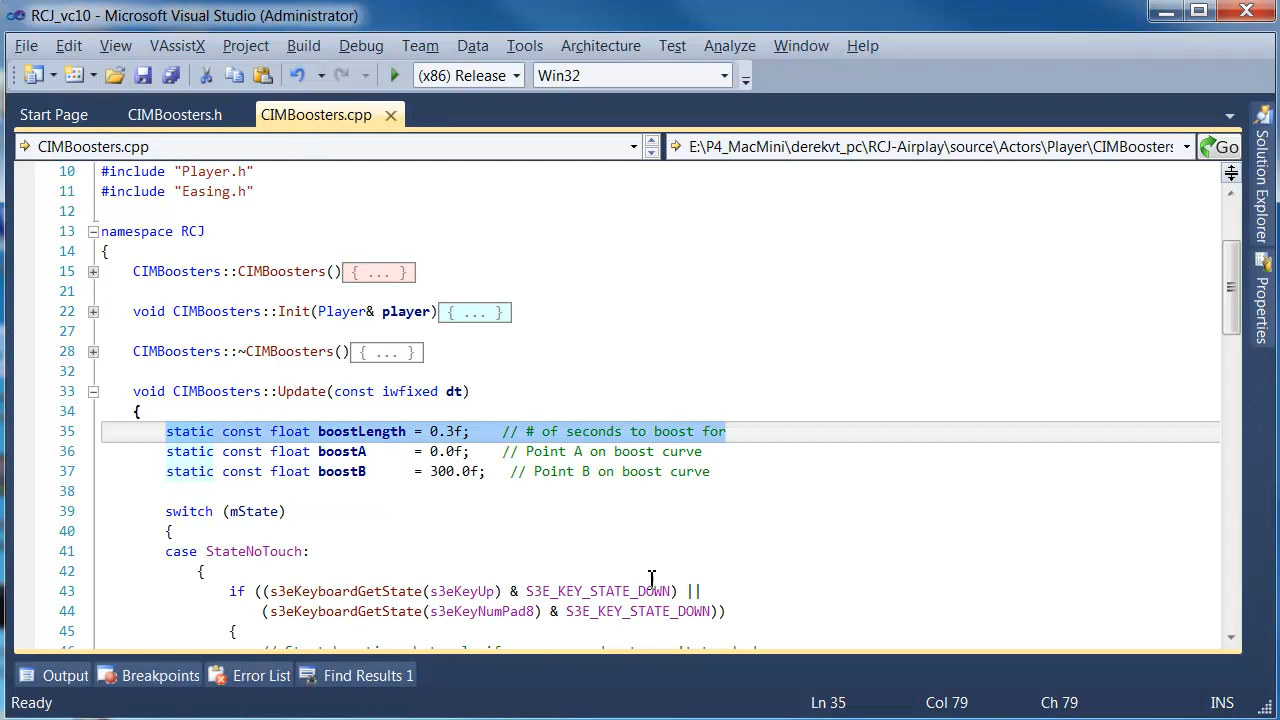 RCJ_vc10 - Microsoft Visual Studio (Administrator)
File Edit View VAssistX Project Build Debug Team Data Tools Architecture Test Analyze Window Help
(x86) Release Win32
Start Page CIMBoosters.h CIMBoosters.cpp
CIMBoosters.cpp E:\P4_MacMini\derekvt_pc\RCJ-Airplay\source\Actors\Player\CIMBoosters Go
10 #include "Player.h"
11 #include "Easing.h"
12
13 namespace RCJ
14 {
15 CIMBoosters::CIMBoosters(){ ... }
21
22 void CIMBoosters::Init(Player& player){ ... }
27
28 CIMBoosters::~CIMBoosters(){ ... }
32
33 void CIMBoosters::Update(const iwfixed dt)
34 {
35 static const float boostLength = 0.3f; // # of seconds to boost for
36 static const float boostA = 0.0f; // Point A on boost curve
37 static const float boostB = 300.0f; // Point B on boost curve
38
39 switch (mState)
40 {
41 case StateNoTouch:
42 {
43 if ((s3eKeyboardGetState(s3eKeyUp) & S3E_KEY_STATE_DOWN) ||
44 (s3eKeyboardGetState(s3eKeyNumPad8) & S3E_KEY_STATE_DOWN))
45 {
Solution Explorer
Properties
Output Breakpoints Error List Find Results 1
Ready Ln 35 Col 79 Ch 79 INS